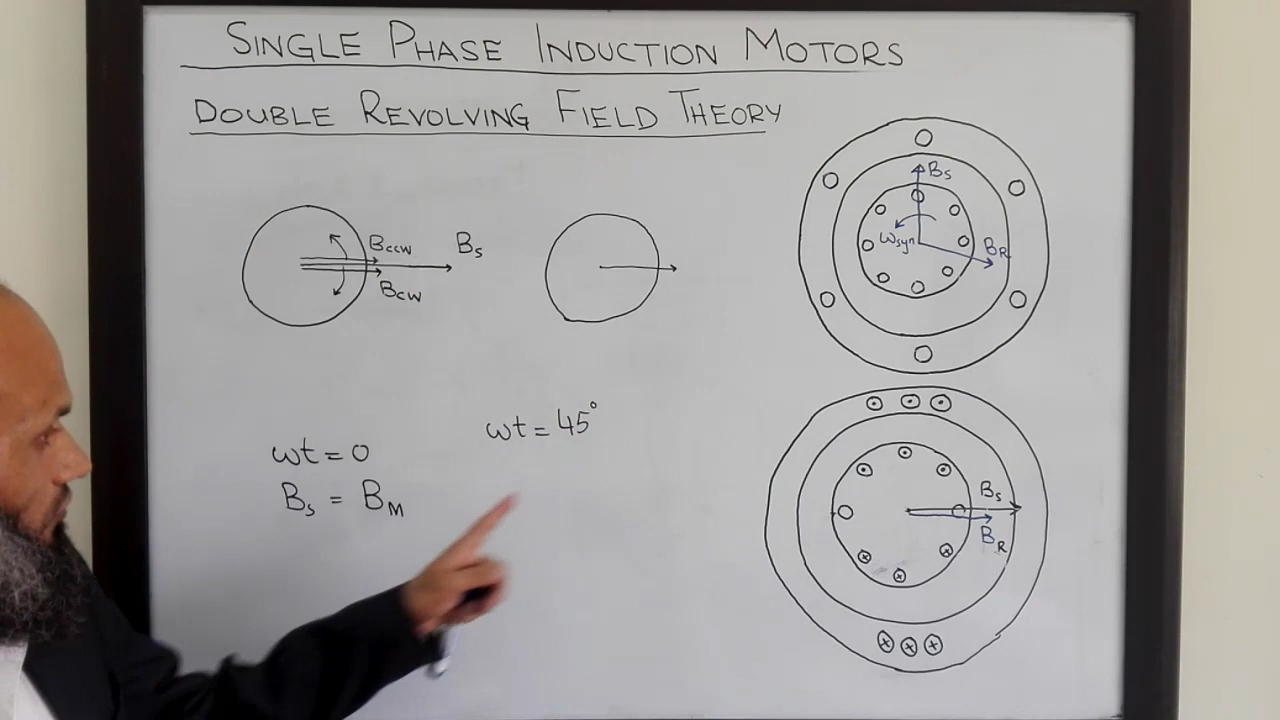 SINGLE PHASE INDUCTION MOTORS
DOUBLE REVOLVING FIELD THEORY
Bccw
Bs
Bcw
Bs
ωsyn
BR
ωt = 0
Bs = BM
ωt = 45°
Bs
BR